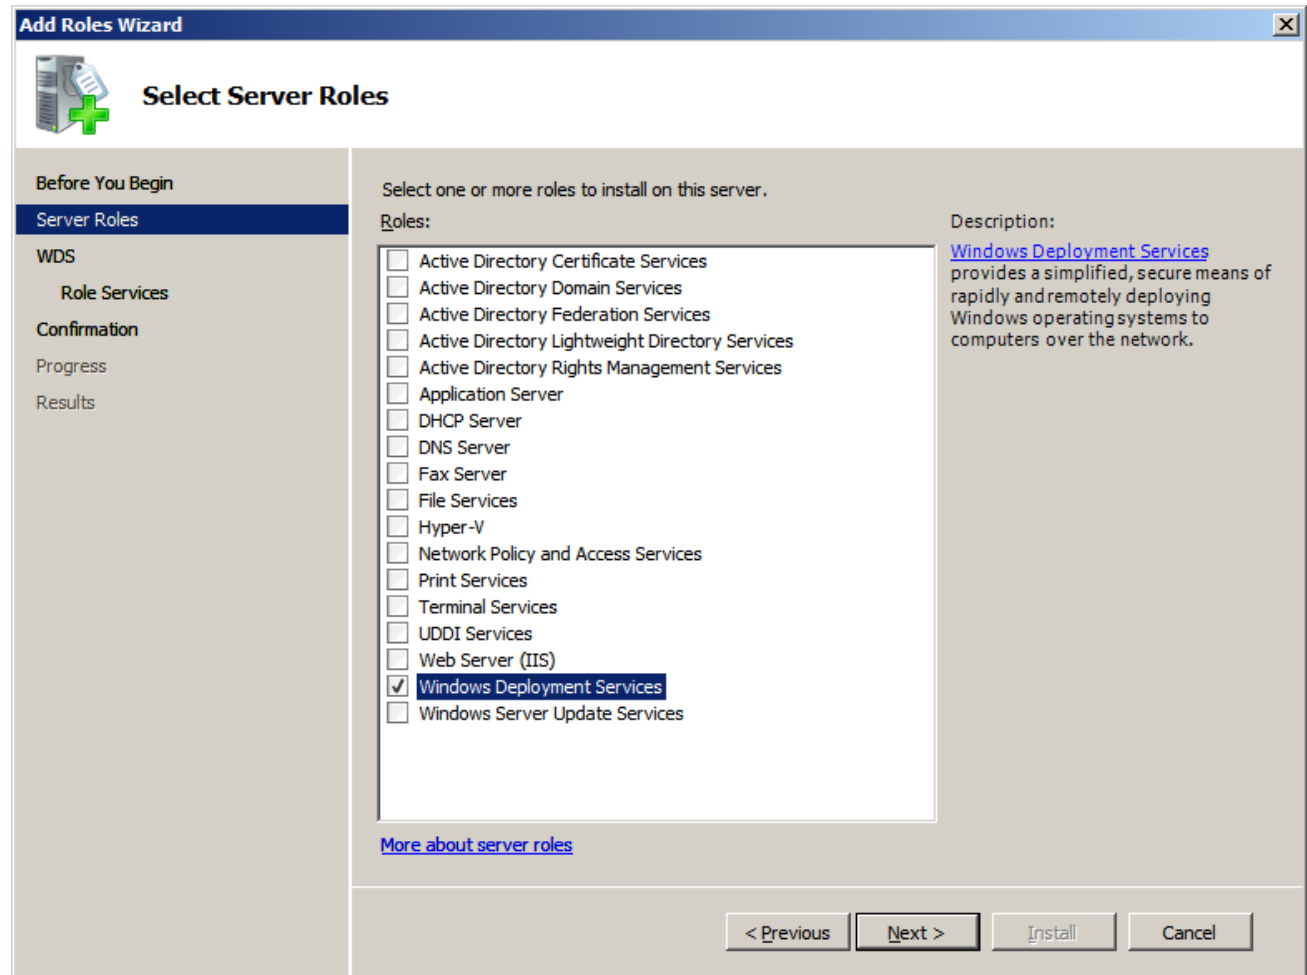 Add Roles Wizard
Select Server Roles
Before You Begin
Server Roles
WDS
Role Services
Confirmation
Progress
Results
Select one or more roles to install on this server.
Roles:
Active Directory Certificate Services
Active Directory Domain Services
Active Directory Federation Services
Active Directory Lightweight Directory Services
Active Directory Rights Management Services
Application Server
DHCP Server
DNS Server
Fax Server
File Services
Hyper-V
Network Policy and Access Services
Print Services
Terminal Services
UDDI Services
Web Server (IIS)
Windows Deployment Services
Windows Server Update Services
More about server roles
Description:
Windows Deployment Services
provides a simplified, secure means of
rapidly and remotely deploying
Windows operating systems to
computers over the network.
< Previous
Next >
Install
Cancel